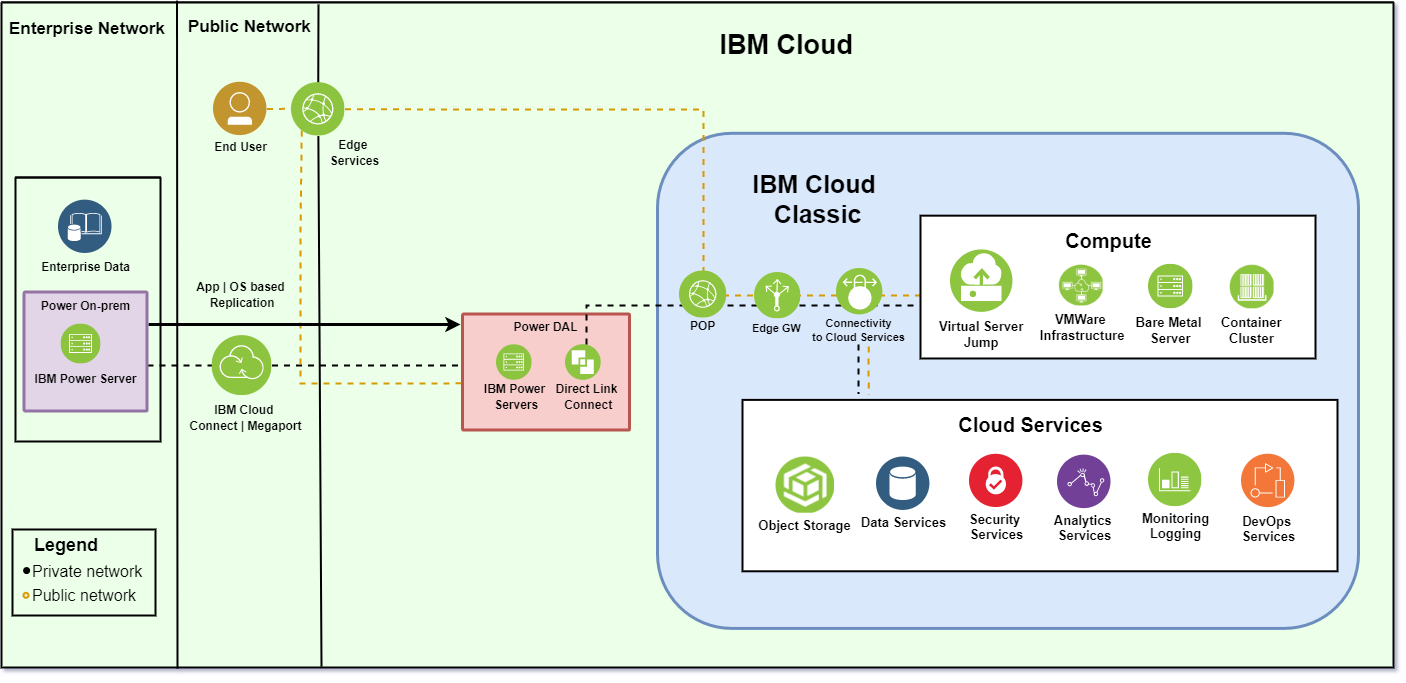 Enterprise Network
Public Network
IBM Cloud
End User
Edge
Services
IBM Cloud
Classic
Enterprise Data
App | OS based
Replication
Power On-prem
IBM Power Server
IBM Cloud
Connect | Megaport
Power DAL
IBM Power
Servers
Direct Link
Connect
POP
Edge GW
Connectivity
to Cloud Services
Compute
Virtual Server
Jump
VMWare
Infrastructure
Bare Metal
Server
Container
Cluster
Cloud Services
Object Storage
Data Services
Security
Services
Analytics
Services
Monitoring
Logging
DevOps
Services
Legend
Private network
Public network